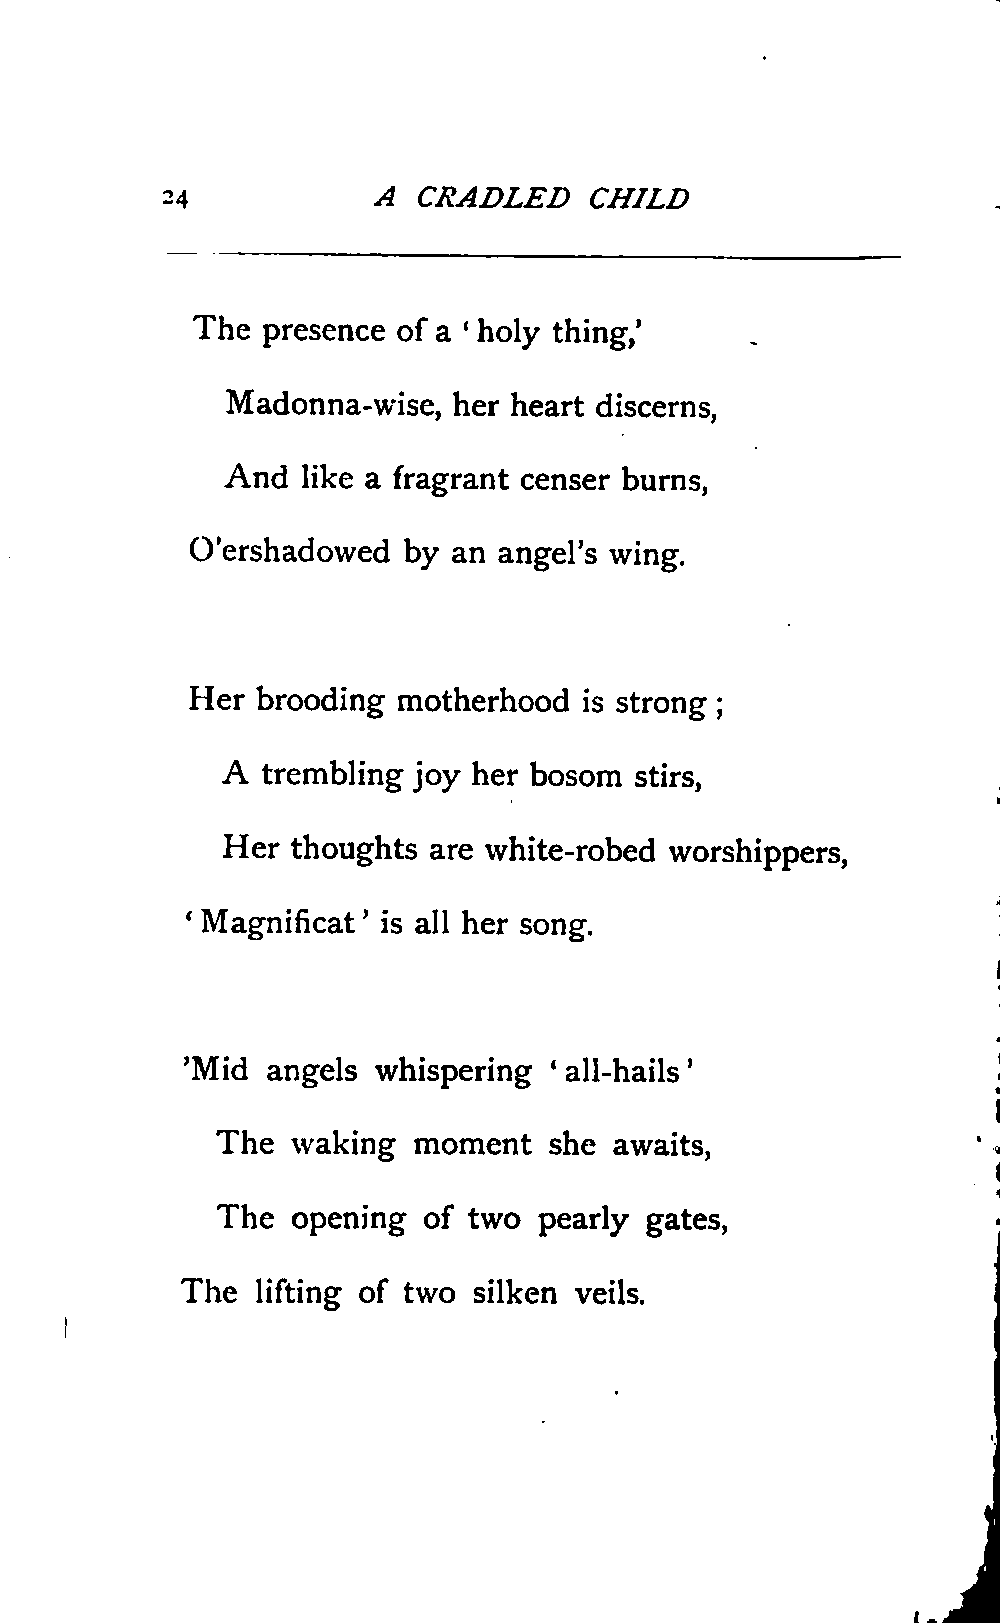 24 A CRADLED CHILD
The presence of a ‘ holy thing,’
Madonna-wise, her heart discerns,
And like a fragrant censer burns,
O’ershadowed by an angel’s wing.
Her brooding motherhood is strong ;
A trembling joy her bosom stirs,
Her thoughts are white-robed worshippers,
‘ Magnificat ’ is all her song.
’Mid angels whispering ‘ all-hails ’
The waking moment she awaits,
The opening of two pearly gates,
The lifting of two silken veils.